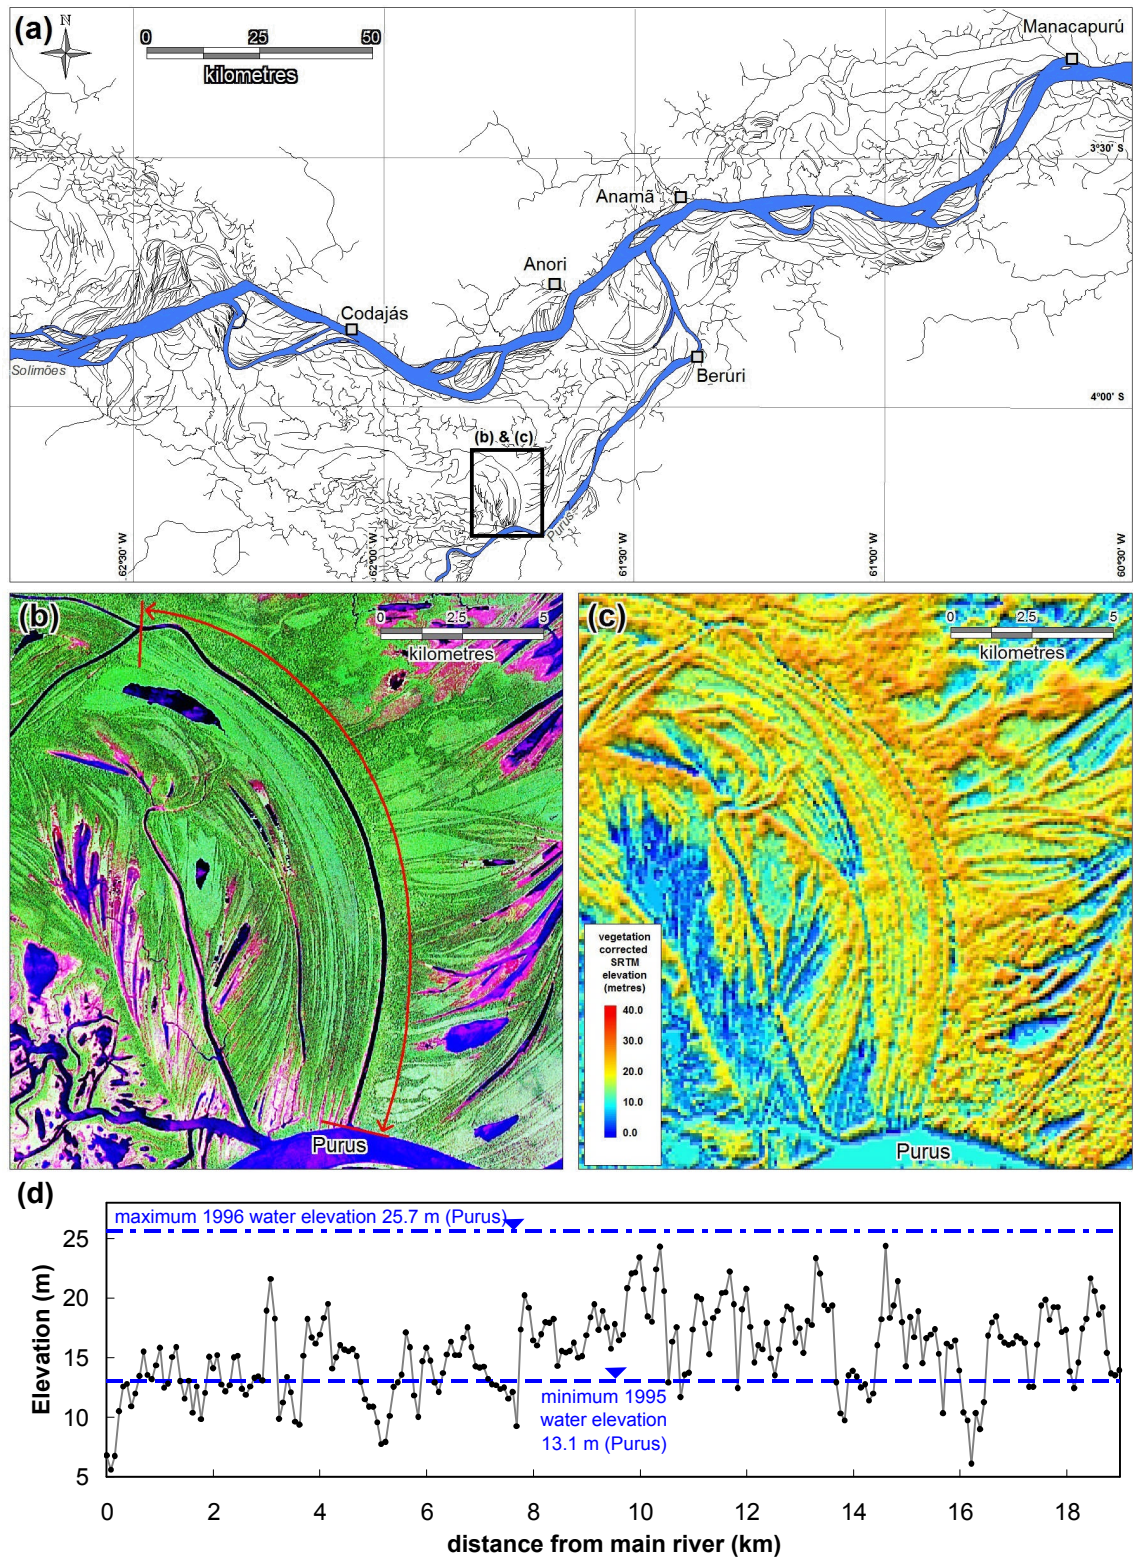 (a)
N
0 25 50
kilometres
Manacapurú
3°30' S
Anamã
Anori
Codajás
Solimões
Beruri
4°00' S
(b) & (c)
Purus
62°30' W
62°00' W
61°30' W
61°00' W
60°30' W
(b)
0 2.5 5
kilometres
Purus
(c)
0 2.5 5
kilometres
vegetation
corrected
SRTM
elevation
(metres)
40.0
30.0
20.0
10.0
0.0
Purus
(d)
maximum 1996 water elevation 25.7 m (Purus)
minimum 1995
water elevation
13.1 m (Purus)
Elevation (m)
25
20
15
10
5
0 2 4 6 8 10 12 14 16 18
distance from main river (km)